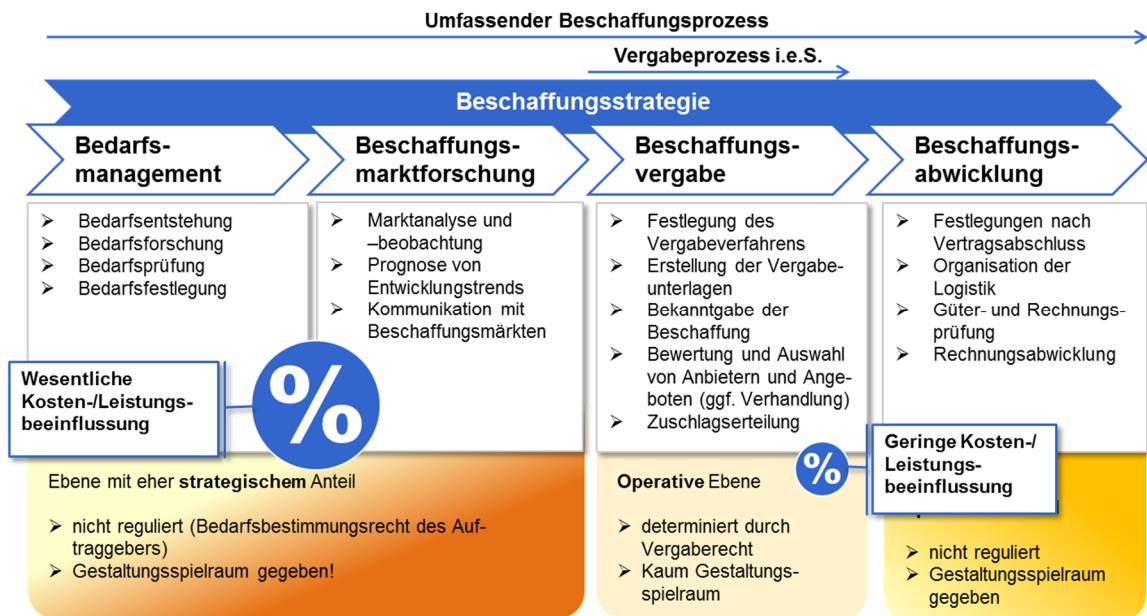 Umfassender Beschaffungsprozess
Vergabeprozess i.e.S.
Beschaffungsstrategie
Bedarfs-
management
Beschaffungs-
marktforschung
Beschaffungs-
vergabe
Beschaffungs-
abwicklung
➢ Bedarfsentstehung
➢ Bedarfsforschung
➢ Bedarfsprüfung
➢ Bedarfsfestlegung
➢ Marktanalyse und
–beobachtung
➢ Prognose von
Entwicklungstrends
➢ Kommunikation mit
Beschaffungsmärkten
➢ Festlegung des
Vergabeverfahrens
➢ Erstellung der Vergabe-
unterlagen
➢ Bekanntgabe der
Beschaffung
➢ Bewertung und Auswahl
von Anbietern und Ange-
boten (ggf. Verhandlung)
➢ Zuschlagserteilung
➢ Festlegungen nach
Vertragsabschluss
➢ Organisation der
Logistik
➢ Güter- und Rechnungs-
prüfung
➢ Rechnungsabwicklung
Wesentliche
Kosten-/Leistungs-
beeinflussung
%
%
Geringe Kosten-/
Leistungs-
beeinflussung
Ebene mit eher strategischem Anteil
➢ nicht reguliert (Bedarfsbestimmungsrecht des Auf-
traggebers)
➢ Gestaltungsspielraum gegeben!
Operative Ebene
➢ determiniert durch
Vergaberecht
➢ Kaum Gestaltungs-
spielraum
➢ nicht reguliert
➢ Gestaltungsspielraum
gegeben